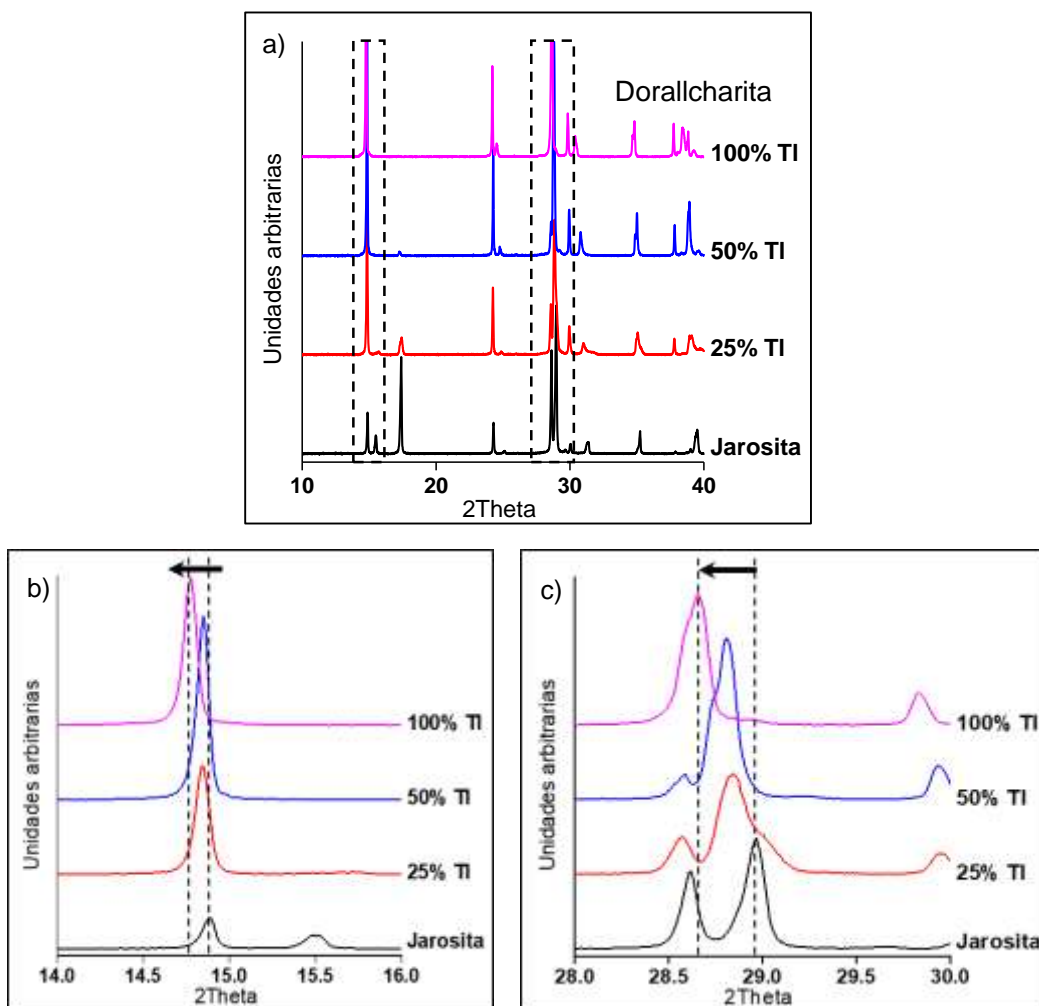 a)
Unidades arbitrarias
Dorallcharita
100% Tl
50% Tl
25% Tl
Jarosita
10 20 30 40
2Theta
b)
Unidades arbitrarias
100% Tl
50% Tl
25% Tl
Jarosita
14.0 14.5 15.0 15.5 16.0
2Theta
c)
Unidades arbitrarias
100% Tl
50% Tl
25% Tl
Jarosita
28.0 28.5 29.0 29.5 30.0
2Theta